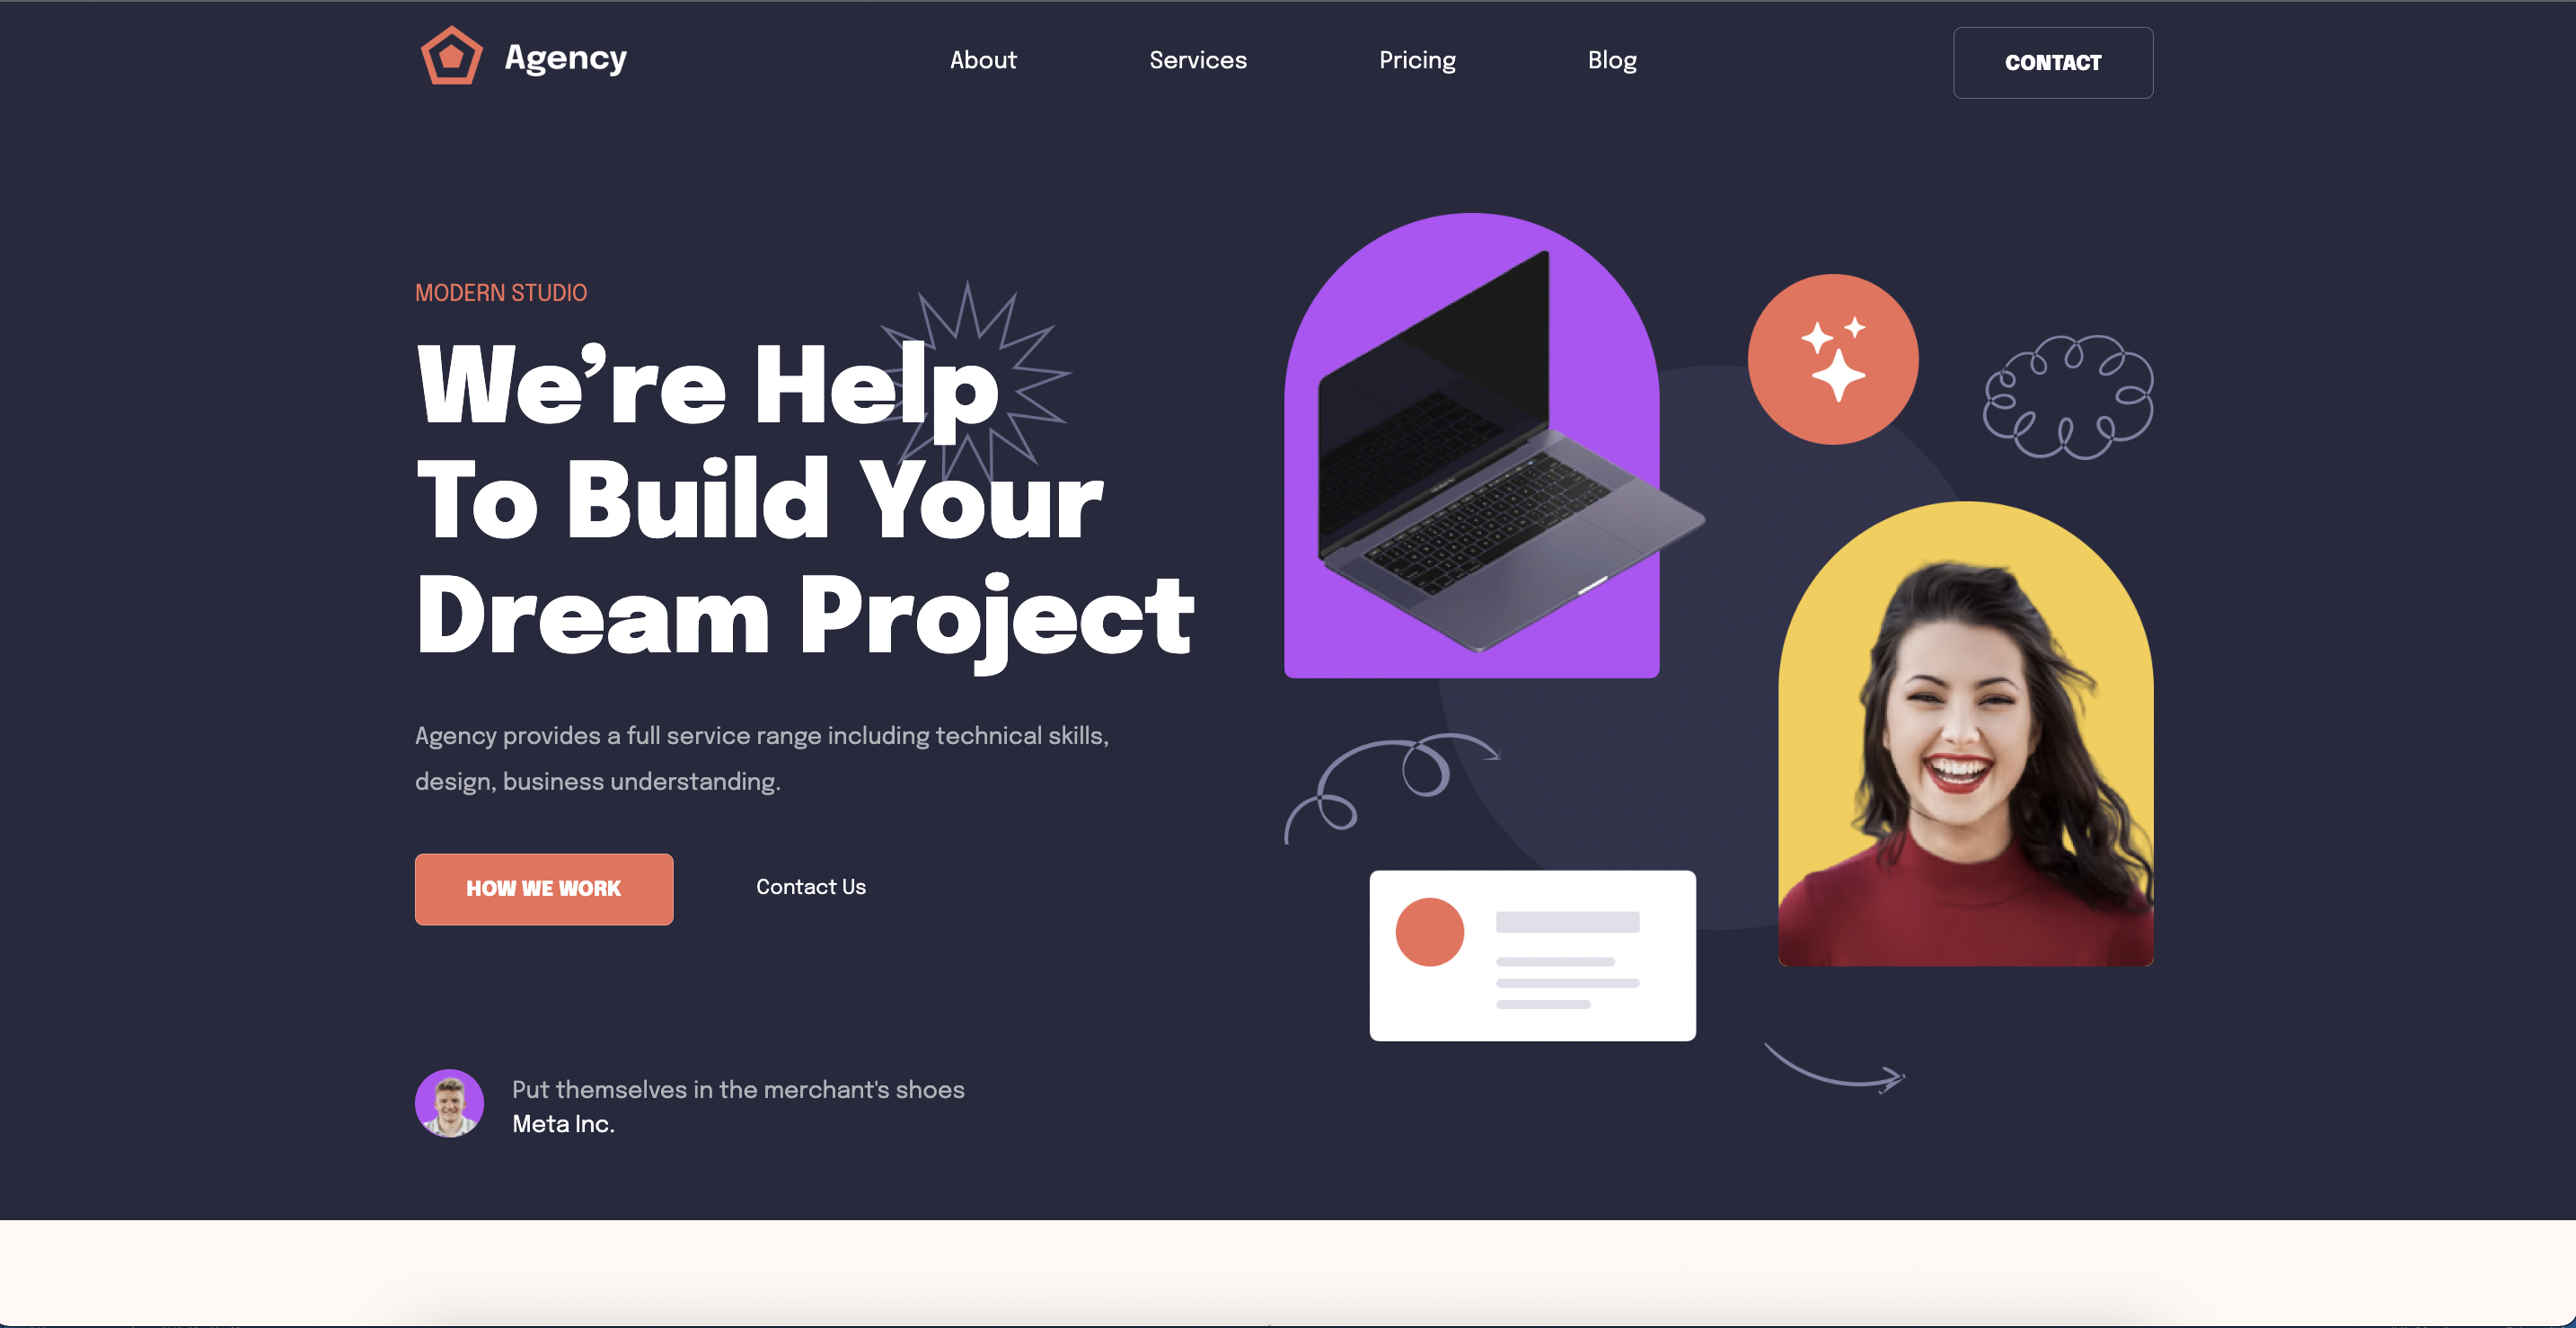 Agency
About
Services
Pricing
Blog
CONTACT
MODERN STUDIO
We’re Help
To Build Your
Dream Project
Agency provides a full service range including technical skills,
design, business understanding.
HOW WE WORK
Contact Us
Put themselves in the merchant's shoes
Meta Inc.